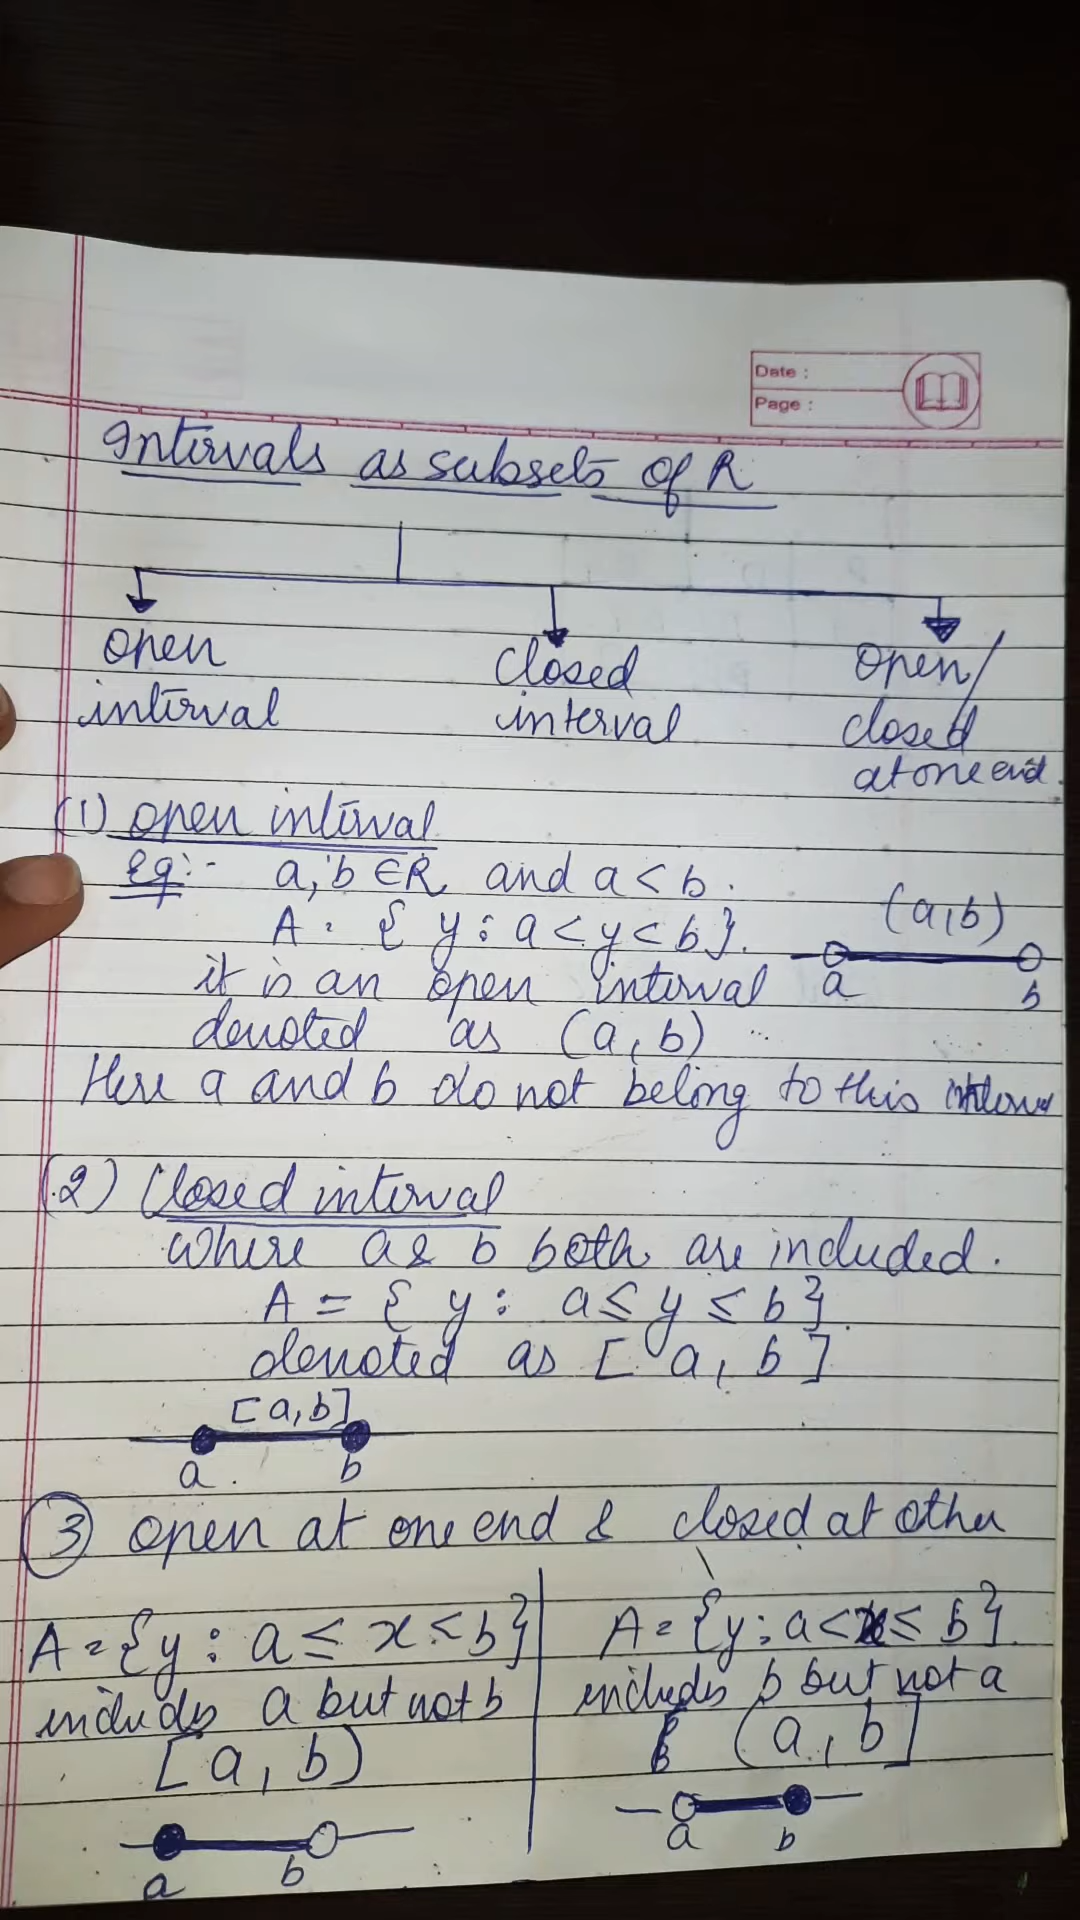 Date :
Page :
Intervals as subsets of R
open interval
closed interval
open/ closed at one end.
(1) open interval
Eg:- a, b ∈ R and a < b.
A = { y : a < y < b }.
(a, b)
a b
it is an open interval
denoted as (a, b)
Here a and b do not belong to this interval
(2) Closed interval
where a & b both are included.
A = { y : a ≤ y ≤ b }.
denoted as [a, b]
[a, b]
a b
(3) open at one end & closed at other
A = {y : a ≤ x < b}
includes a but not b
[a, b)
a b
A = {y : a < x ≤ b}.
includes b but not a
(a, b]
a b